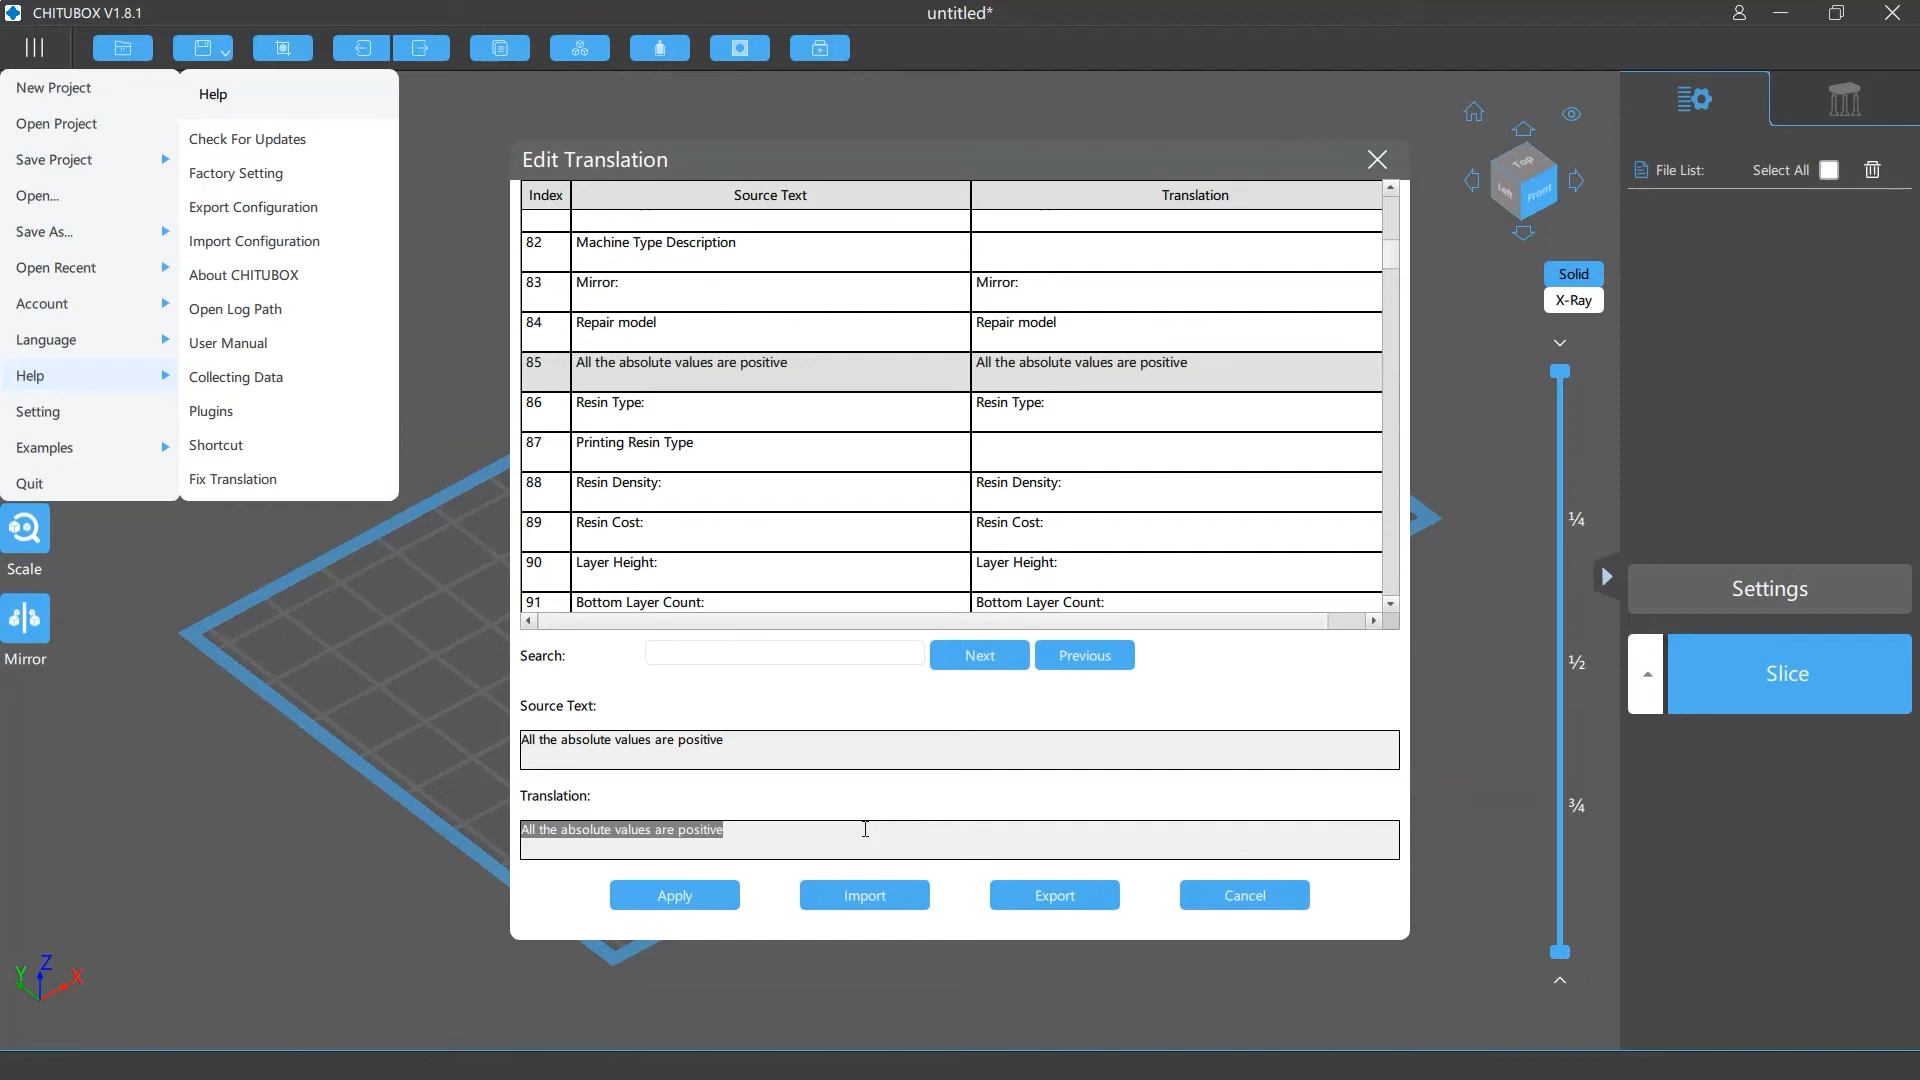 CHITUBOX V1.8.1
untitled*
New Project
Open Project
Save Project
Open...
Save As...
Open Recent
Account
Language
Help
Setting
Examples
Quit
Help
Check For Updates
Factory Setting
Export Configuration
Import Configuration
About CHITUBOX
Open Log Path
User Manual
Collecting Data
Plugins
Shortcut
Fix Translation
Scale
Mirror
Z
Y
X
Edit Translation
Index Source Text Translation
82 Machine Type Description
83 Mirror: Mirror:
84 Repair model Repair model
85 All the absolute values are positive All the absolute values are positive
86 Resin Type: Resin Type:
87 Printing Resin Type
88 Resin Density: Resin Density:
89 Resin Cost: Resin Cost:
90 Layer Height: Layer Height:
91 Bottom Layer Count: Bottom Layer Count:
Search:
Next
Previous
Source Text:
All the absolute values are positive
Translation:
All the absolute values are positive
Apply
Import
Export
Cancel
Top
Left
Front
Solid
X-Ray
¼
½
¾
File List:
Select All
Settings
Slice